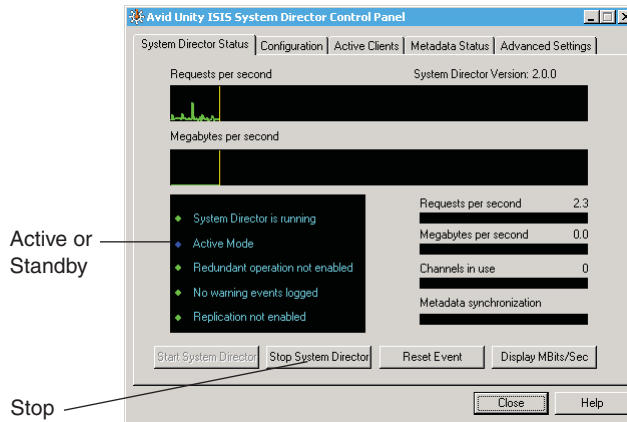 Avid Unity ISIS System Director Control Panel
System Director Status Configuration Active Clients Metadata Status Advanced Settings
Requests per second System Director Version: 2.0.0
Megabytes per second
System Director is running
Active Mode
Redundant operation not enabled
No warning events logged
Replication not enabled
Requests per second 2.3
Megabytes per second 0.0
Channels in use 0
Metadata synchronization
Active or
Standby
Start System Director Stop System Director Reset Event Display MBits/Sec
Close Help
Stop